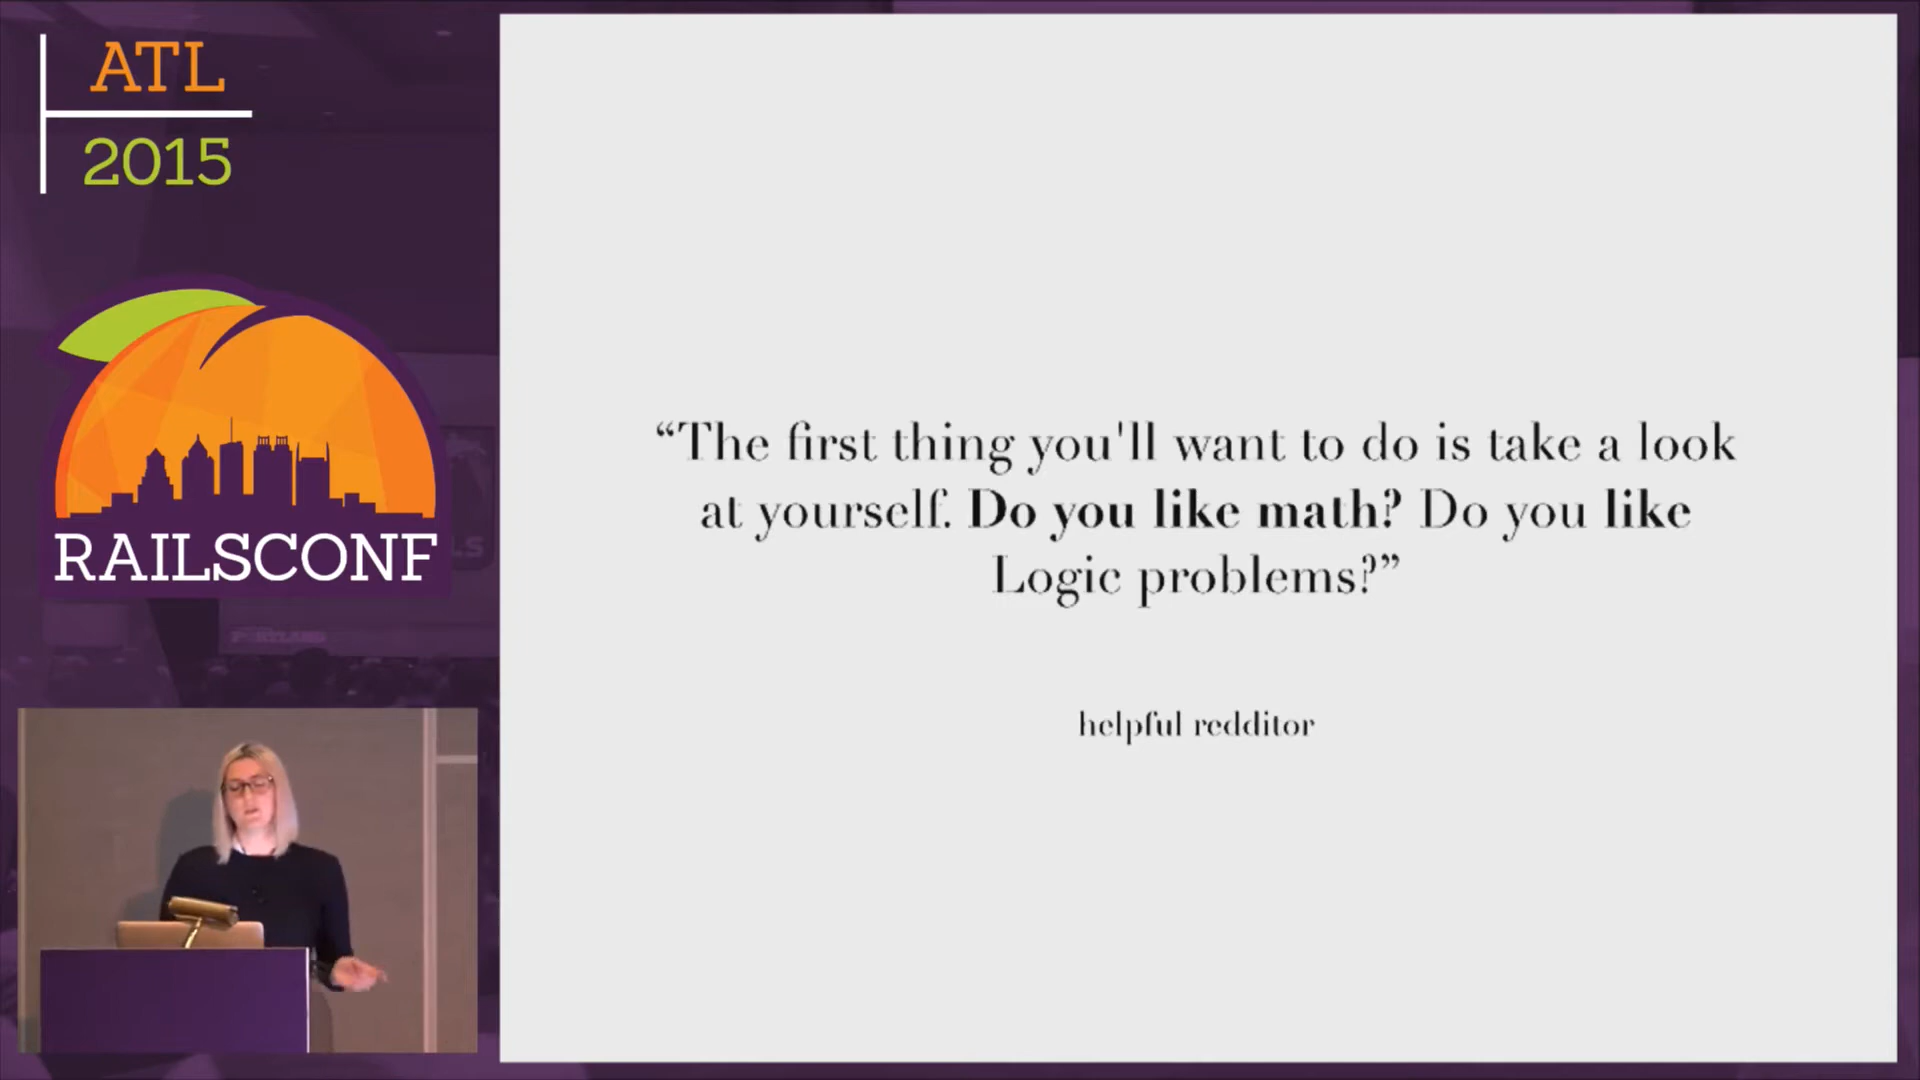 ATL
2015
RAILSCONF
“The first thing you'll want to do is take a look
at yourself. Do you like math? Do you like
Logic problems?”
helpful redditor